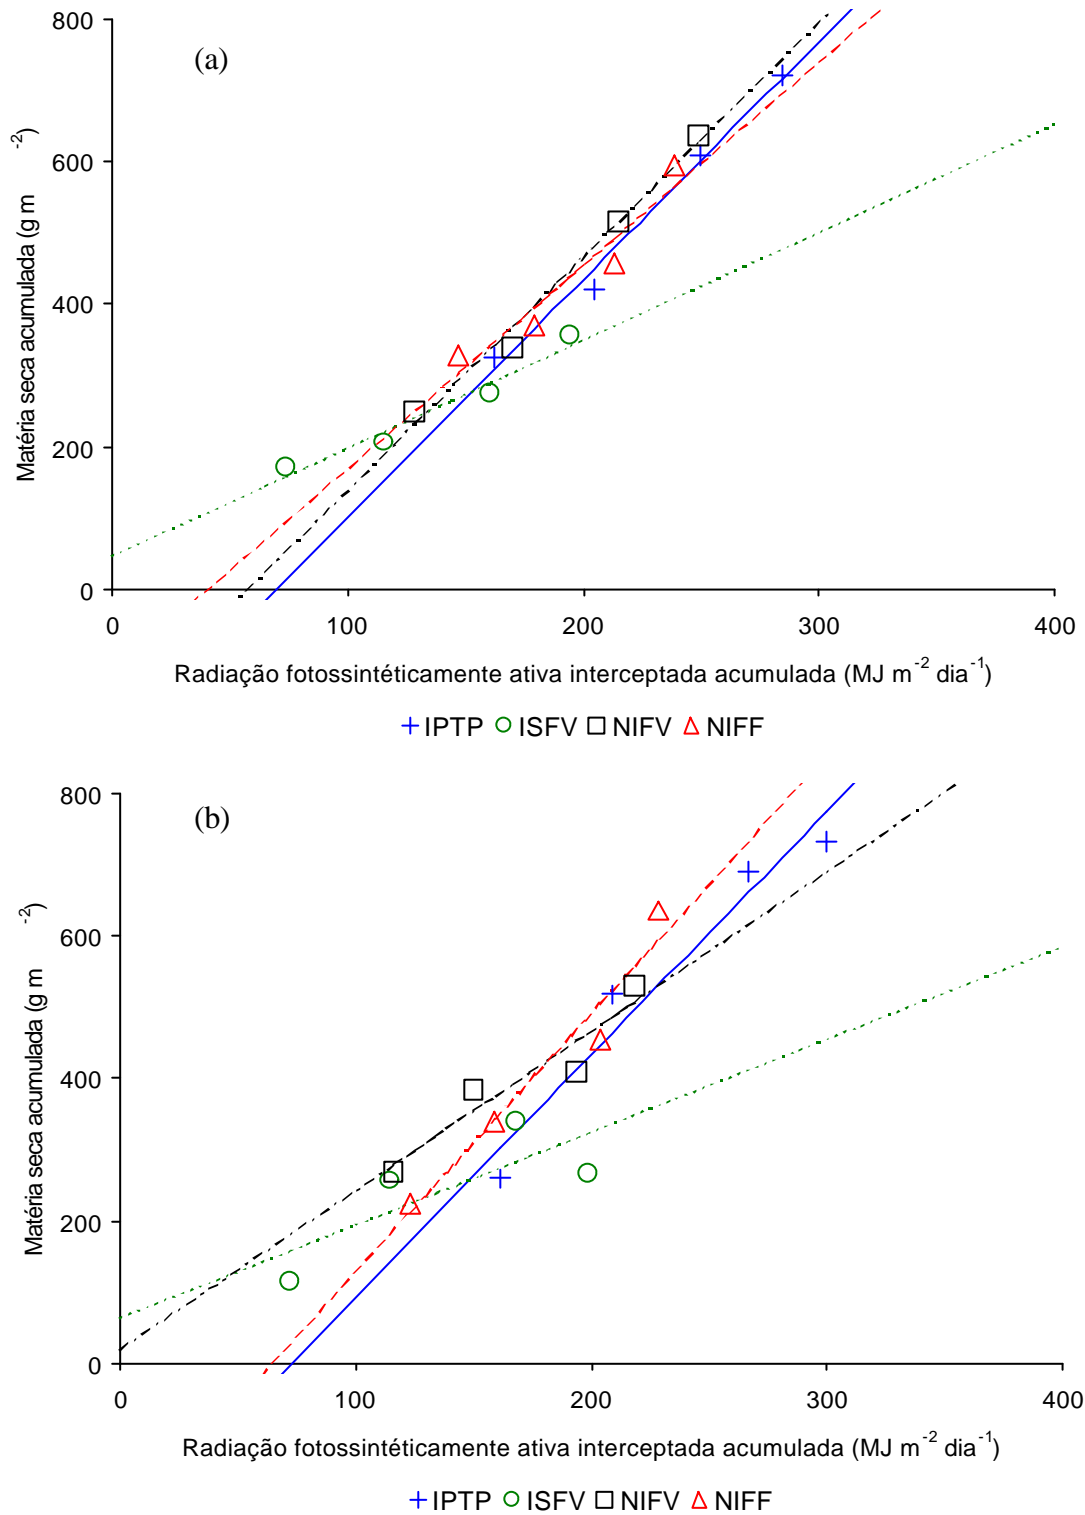 (a)
Matéria seca acumulada (g m -2)
800
600
400
200
0
0 100 200 300 400
Radiação fotossintéticamente ativa interceptada acumulada (MJ m-2 dia-1)
IPTP ISFV NIFV NIFF
(b)
Matéria seca acumulada (g m -2)
800
600
400
200
0
0 100 200 300 400
Radiação fotossintéticamente ativa interceptada acumulada (MJ m-2 dia-1)
IPTP ISFV NIFV NIFF